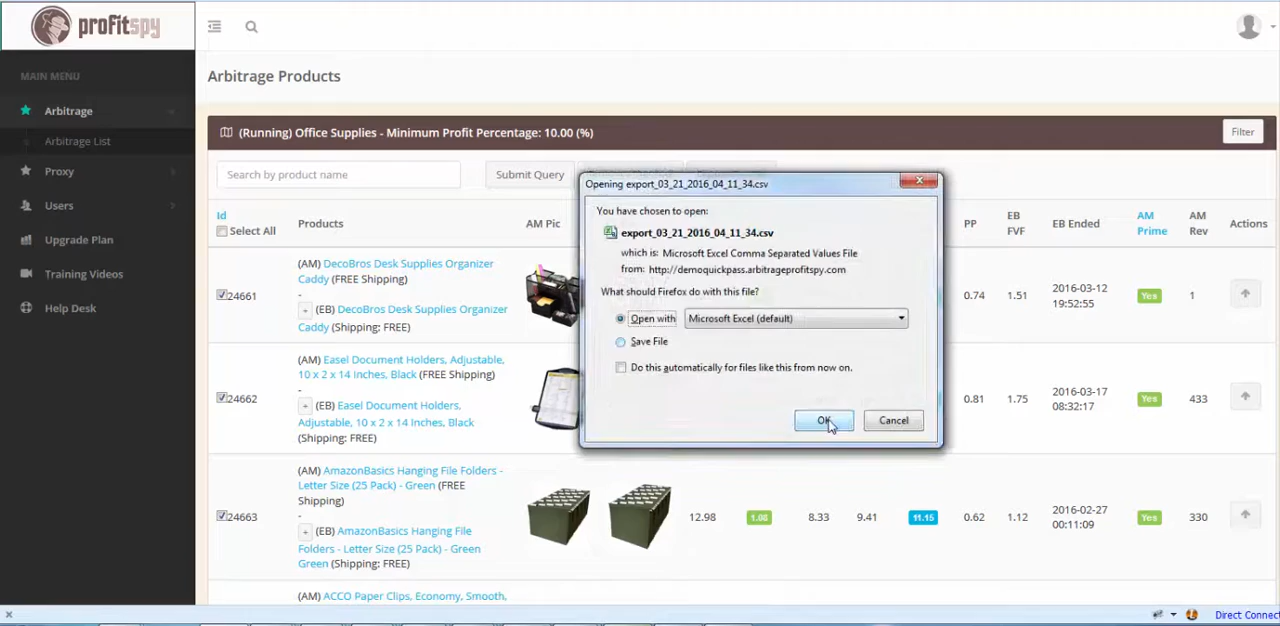 profitspy
MAIN MENU
Arbitrage
Arbitrage List
Proxy
Users
Upgrade Plan
Training Videos
Help Desk
Arbitrage Products
(Running) Office Supplies - Minimum Profit Percentage: 10.00 (%)
Filter
Search by product name
Submit Query
Id
Select All
Products
AM Pic
PP
EB
FVF
EB Ended
AM
Prime
AM
Rev
Actions
24661
(AM) DecoBros Desk Supplies Organizer
Caddy (FREE Shipping)
-
+ (EB) DecoBros Desk Supplies Organizer
Caddy (Shipping: FREE)
0.74
1.51
2016-03-12
19:52:55
Yes
1
24662
(AM) Easel Document Holders, Adjustable,
10 x 2 x 14 Inches, Black (FREE Shipping)
-
+ (EB) Easel Document Holders,
Adjustable, 10 x 2 x 14 Inches, Black
(Shipping: FREE)
0.81
1.75
2016-03-17
08:32:17
Yes
433
24663
(AM) AmazonBasics Hanging File Folders -
Letter Size (25 Pack) - Green (FREE
Shipping)
-
+ (EB) AmazonBasics Hanging File
Folders - Letter Size (25 Pack) - Green
Green (Shipping: FREE)
12.98
1.08
8.33
9.41
11.15
0.62
1.12
2016-02-27
00:11:09
Yes
330
(AM) ACCO Paper Clips, Economy, Smooth,
Opening export_03_21_2016_04_11_34.csv
You have chosen to open:
export_03_21_2016_04_11_34.csv
which is: Microsoft Excel Comma Separated Values File
from: http://demoquickpass.arbitrageprofitspy.com
What should Firefox do with this file?
Open with
Microsoft Excel (default)
Save File
Do this automatically for files like this from now on.
OK
Cancel
Direct Connect